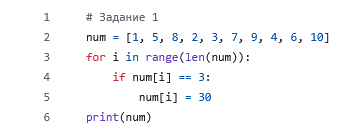 1 # Задание 1
2 num = [1, 5, 8, 2, 3, 7, 9, 4, 6, 10]
3 for i in range(len(num)):
4     if num[i] == 3:
5         num[i] = 30
6 print(num)